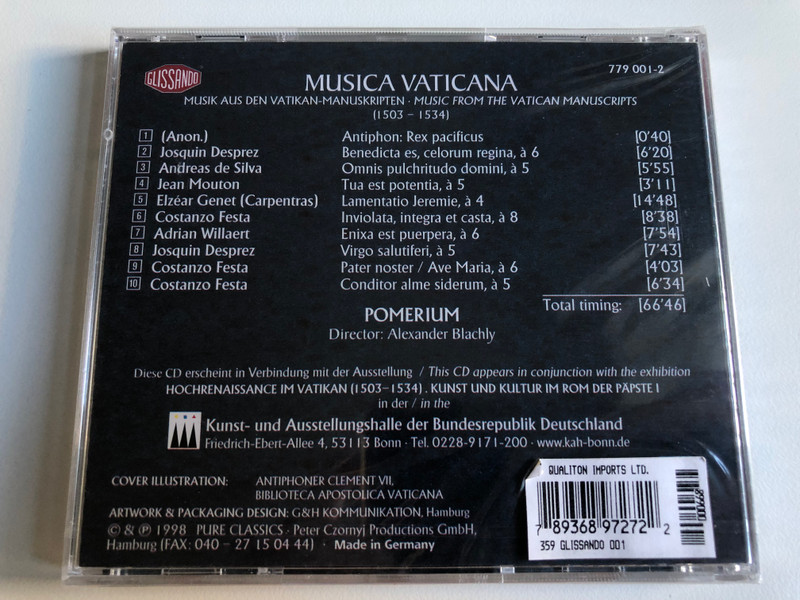 GLISSANDO
779 001-2
MUSICA VATICANA
MUSIK AUS DEN VATIKAN-MANUSKRIPTEN · MUSIC FROM THE VATICAN MANUSCRIPTS
(1503 – 1534)
1 (Anon.) Antiphon: Rex pacificus [0'40]
2 Josquin Desprez Benedicta es, celorum regina, à 6 [6'20]
3 Andreas de Silva Omnis pulchritudo domini, à 5 [5'55]
4 Jean Mouton Tua est potentia, à 5 [3'11]
5 Elzéar Genet (Carpentras) Lamentatio Jeremie, à 4 [14'48]
6 Costanzo Festa Inviolata, integra et casta, à 8 [8'38]
7 Adrian Willaert Enixa est puerpera, à 6 [7'54]
8 Josquin Desprez Virgo salutiferi, à 5 [7'43]
9 Costanzo Festa Pater noster / Ave Maria, à 6 [4'03]
10 Costanzo Festa Conditor alme siderum, à 5 [6'34]
Total timing: [66'46]
POMERIUM
Director: Alexander Blachly
Diese CD erscheint in Verbindung mit der Ausstellung / This CD appears in conjunction with the exhibition
HOCHRENAISSANCE IM VATIKAN (1503–1534) . KUNST UND KULTUR IM ROM DER PÄPSTE I
in der / in the
Kunst- und Ausstellungshalle der Bundesrepublik Deutschland
Friedrich-Ebert-Allee 4, 53113 Bonn · Tel. 0228-9171-200 · www.kah-bonn.de
COVER ILLUSTRATION: ANTIPHONER CLEMENT VII,
BIBLIOTECA APOSTOLICA VATICANA
ARTWORK & PACKAGING DESIGN: G&H KOMMUNIKATION, Hamburg
© & ℗ 1998 PURE CLASSICS · Peter Czornyj Productions GmbH,
Hamburg (FAX: 040 – 27 15 04 44) · Made in Germany
QUALITON IMPORTS LTD.
7 89368 97272 2
359 GLISSANDO 001